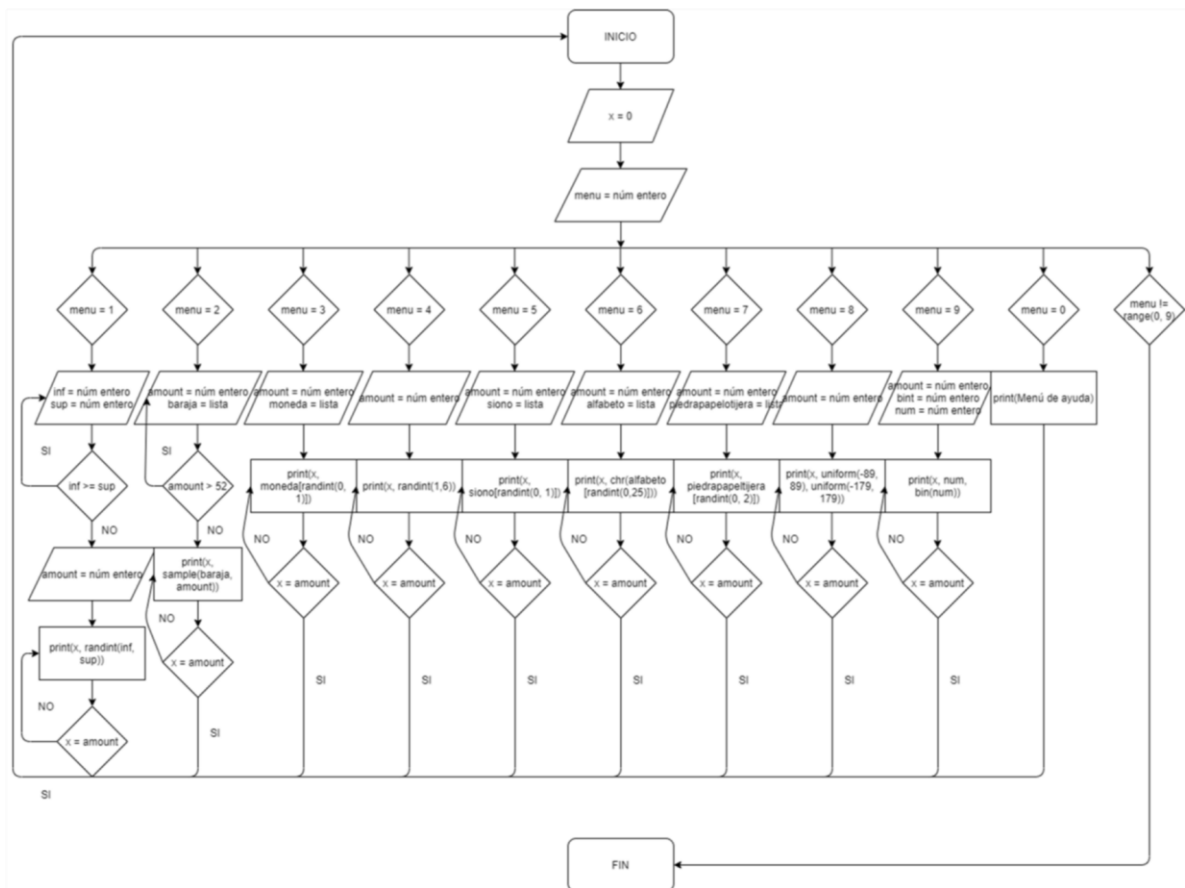 INICIO
x = 0
menu = núm entero
menu = 1
menu = 2
menu = 3
menu = 4
menu = 5
menu = 6
menu = 7
menu = 8
menu = 9
menu = 0
menu !=
range(0, 9)
inf = núm entero
sup = núm entero
amount = núm entero
baraja = lista
amount = núm entero
moneda = lista
amount = núm entero
amount = núm entero
siono = lista
amount = núm entero
alfabeto = lista
amount = núm entero
piedrapapelotijera = lista
amount = núm entero
amount = núm entero
bint = núm entero
num = núm entero
print(Menú de ayuda)
SI
SI
inf >= sup
amount > 52
print(x,
moneda[randint(0,
1)])
print(x, randint(1,6))
print(x,
siono[randint(0, 1)])
print(x, chr(alfabeto
[randint(0,25)]))
print(x,
piedrapapeltijera
[randint(0, 2)])
print(x, uniform(-89,
89), uniform(-179,
179))
print(x, num,
bin(num))
NO
NO
NO
NO
NO
NO
NO
NO
NO
amount = núm entero
print(x,
sample(baraja,
amount))
x = amount
x = amount
x = amount
x = amount
x = amount
x = amount
x = amount
NO
print(x, randint(inf,
sup))
x = amount
SI
SI
SI
SI
SI
SI
SI
NO
x = amount
SI
SI
FIN